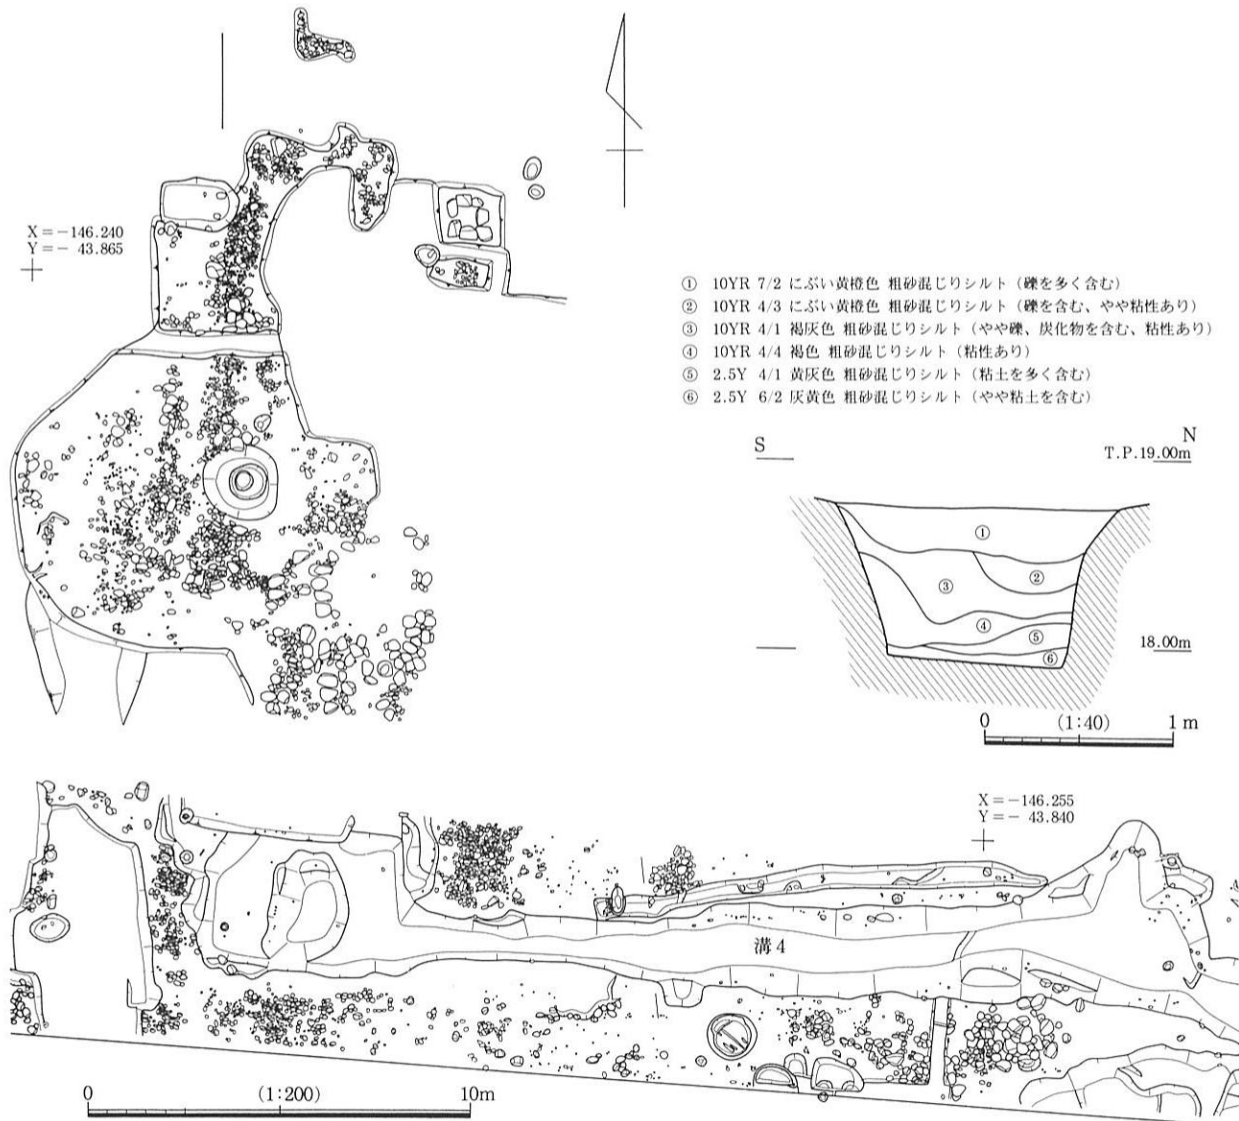 X＝－146.240
Y＝－ 43.865
① 10YR 7/2 にぶい黄橙色 粗砂混じりシルト（礫を多く含む）
② 10YR 4/3 にぶい黄橙色 粗砂混じりシルト（礫を含む、やや粘性あり）
③ 10YR 4/1 褐灰色 粗砂混じりシルト（やや礫、炭化物を含む、粘性あり）
④ 10YR 4/4 褐色 粗砂混じりシルト（粘性あり）
⑤ 2.5Y 4/1 黄灰色 粗砂混じりシルト（粘土を多く含む）
⑥ 2.5Y 6/2 灰黄色 粗砂混じりシルト（やや粘土を含む）
S
N
T.P.19.00m
①
②
③
④
⑤
⑥
18.00m
0 (1:40) 1 m
X＝－146.255
Y＝－ 43.840
溝4
0 (1:200) 10m